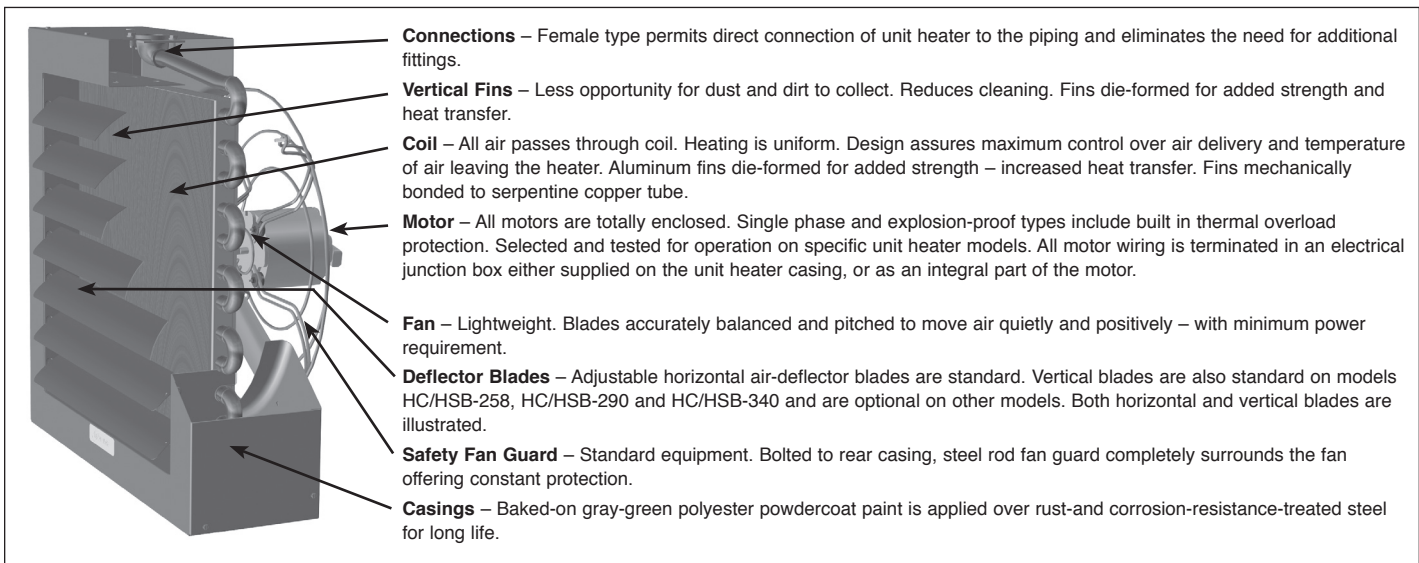 Connections – Female type permits direct connection of unit heater to the piping and eliminates the need for additional
fittings.
Vertical Fins – Less opportunity for dust and dirt to collect. Reduces cleaning. Fins die-formed for added strength and
heat transfer.
Coil – All air passes through coil. Heating is uniform. Design assures maximum control over air delivery and temperature
of air leaving the heater. Aluminum fins die-formed for added strength – increased heat transfer. Fins mechanically
bonded to serpentine copper tube.
Motor – All motors are totally enclosed. Single phase and explosion-proof types include built in thermal overload
protection. Selected and tested for operation on specific unit heater models. All motor wiring is terminated in an electrical
junction box either supplied on the unit heater casing, or as an integral part of the motor.
Fan – Lightweight. Blades accurately balanced and pitched to move air quietly and positively – with minimum power
requirement.
Deflector Blades – Adjustable horizontal air-deflector blades are standard. Vertical blades are also standard on models
HC/HSB-258, HC/HSB-290 and HC/HSB-340 and are optional on other models. Both horizontal and vertical blades are
illustrated.
Safety Fan Guard – Standard equipment. Bolted to rear casing, steel rod fan guard completely surrounds the fan
offering constant protection.
Casings – Baked-on gray-green polyester powdercoat paint is applied over rust-and corrosion-resistance-treated steel
for long life.